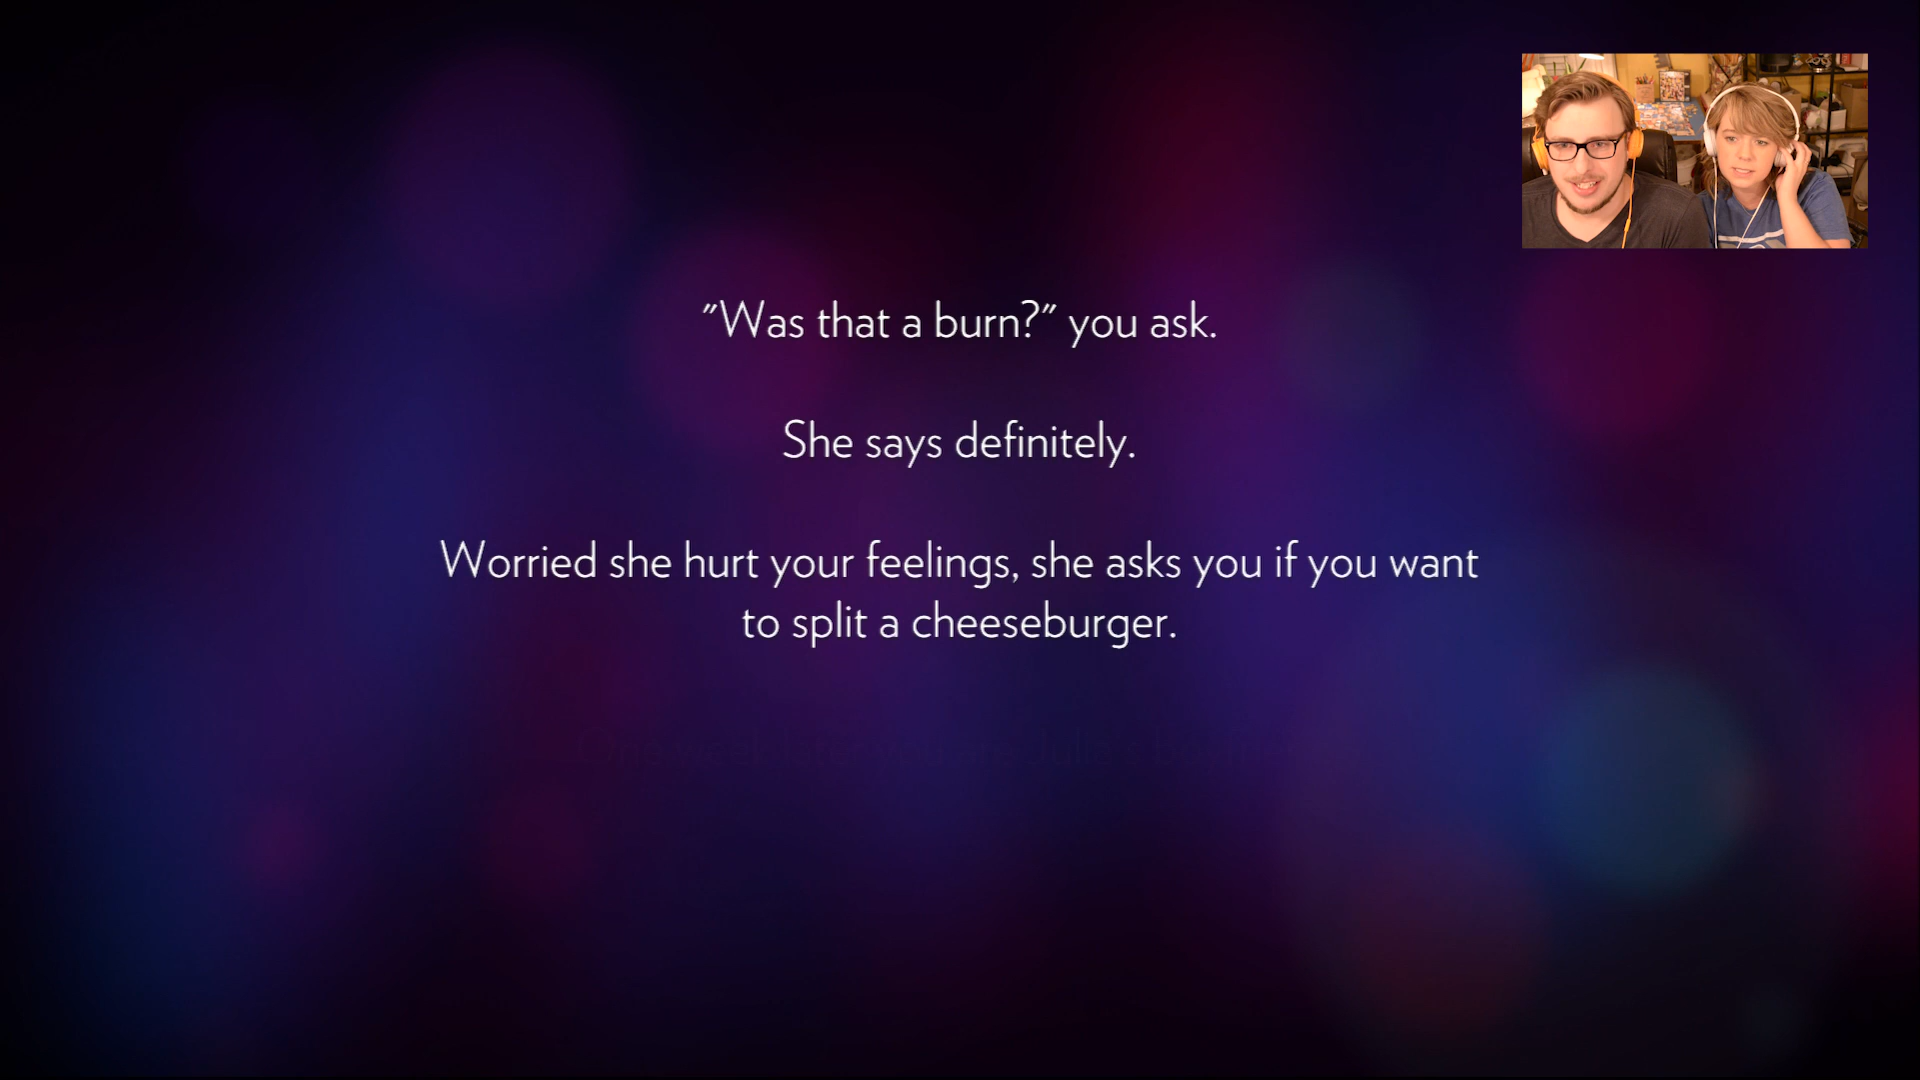 "Was that a burn?" you ask.
She says definitely.
Worried she hurt your feelings, she asks you if you want
to split a cheeseburger.